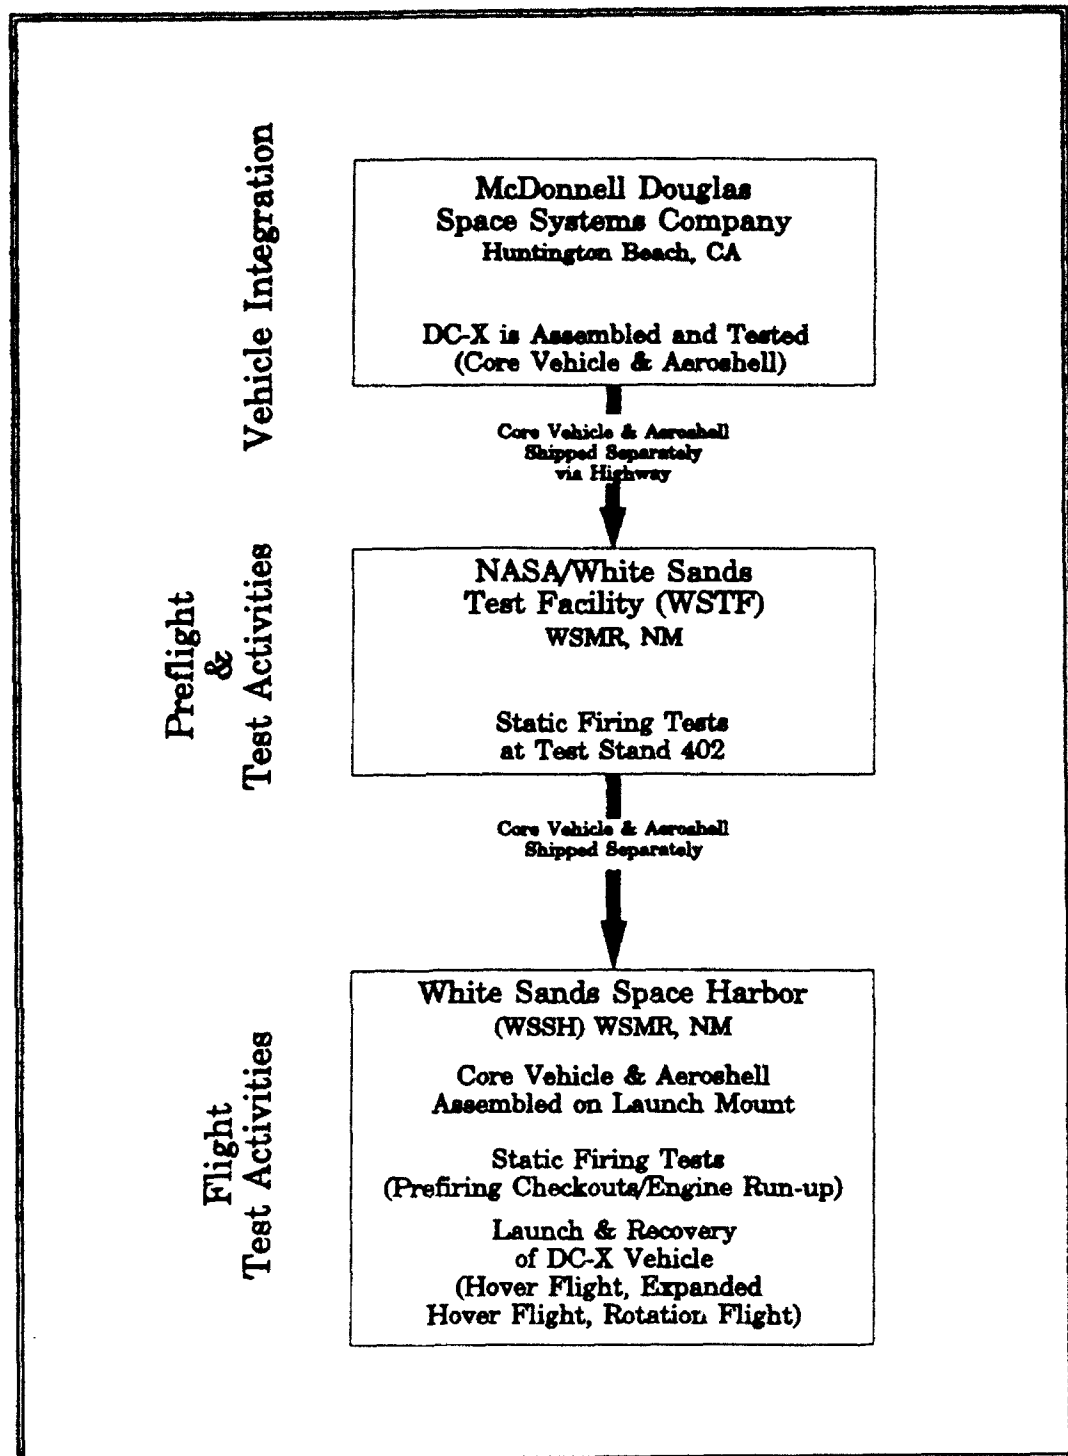 Vehicle Integration
McDonnell Douglas
Space Systems Company
Huntington Beach, CA
DC-X is Assembled and Tested
(Core Vehicle & Aeroshell)
Core Vehicle & Aeroshell
Shipped Separately
via Highway
Preflight
&
Test Activities
NASA/White Sands
Test Facility (WSTF)
WSMR, NM
Static Firing Tests
at Test Stand 402
Core Vehicle & Aeroshell
Shipped Separately
Flight
Test Activities
White Sands Space Harbor
(WSSH) WSMR, NM
Core Vehicle & Aeroshell
Assembled on Launch Mount
Static Firing Tests
(Prefiring Checkouts/Engine Run-up)
Launch & Recovery
of DC-X Vehicle
(Hover Flight, Expanded
Hover Flight, Rotation Flight)